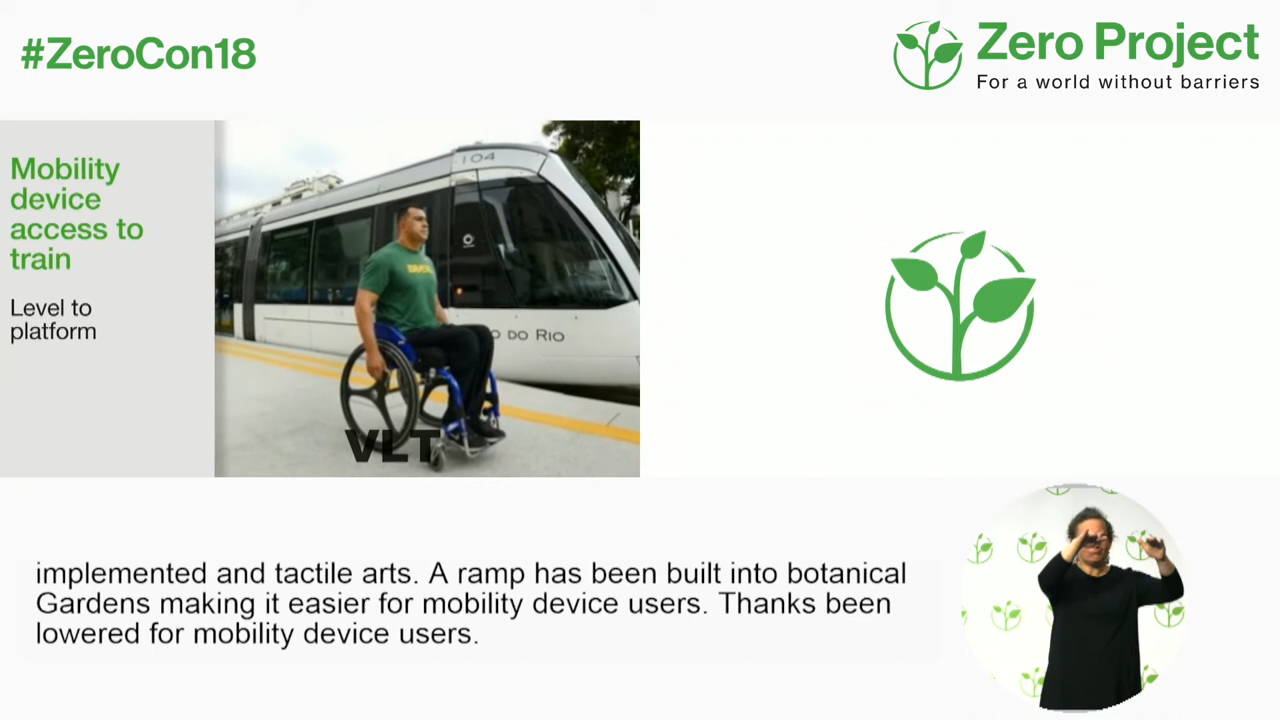 #ZeroCon18
Zero Project
For a world without barriers
Mobility
device
access to
train
Level to
platform
104
O DO RIO
VLT
implemented and tactile arts. A ramp has been built into botanical
Gardens making it easier for mobility device users. Thanks been
lowered for mobility device users.